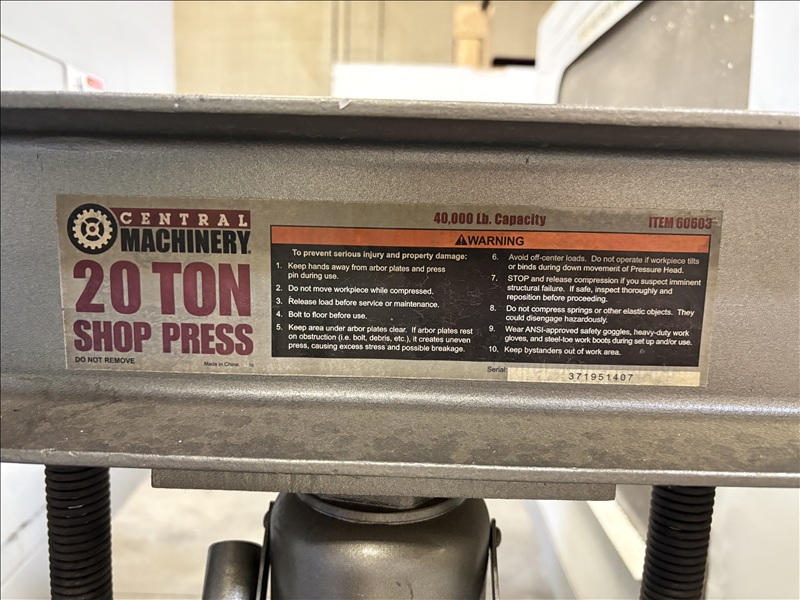 CENTRAL
MACHINERY
20 TON
SHOP PRESS
DO NOT REMOVE
Made in China.
40,000 Lb. Capacity
ITEM 60603
WARNING
To prevent serious injury and property damage:
1. Keep hands away from arbor plates and press
pin during use.
2. Do not move workpiece while compressed.
3. Release load before service or maintenance.
4. Bolt to floor before use.
5. Keep area under arbor plates clear. If arbor plates rest
on obstruction (i.e. bolt, debris, etc.), it creates uneven
press, causing excess stress and possible breakage.
6. Avoid off-center loads. Do not operate if workpiece tilts
or binds during down movement of Pressure Head.
7. STOP and release compression if you suspect imminent
structural failure. If safe, inspect thoroughly and
reposition before proceeding.
8. Do not compress springs or other elastic objects. They
could disengage hazardously.
9. Wear ANSI-approved safety goggles, heavy-duty work
gloves, and steel-toe work boots during set up and/or use.
10. Keep bystanders out of work area.
Serial:
371951407